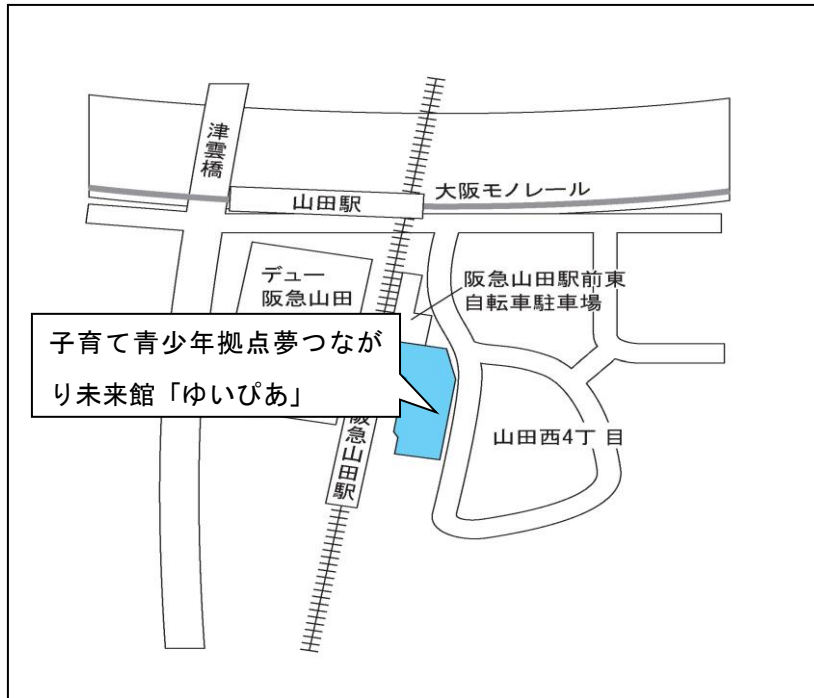 津雲橋
大阪モノレール
山田駅
デュー
阪急山田
阪急山田駅前東
自転車駐車場
子育て青少年拠点夢つなが
り未来館「ゆいぴあ」
阪急山田駅
山田西4丁目